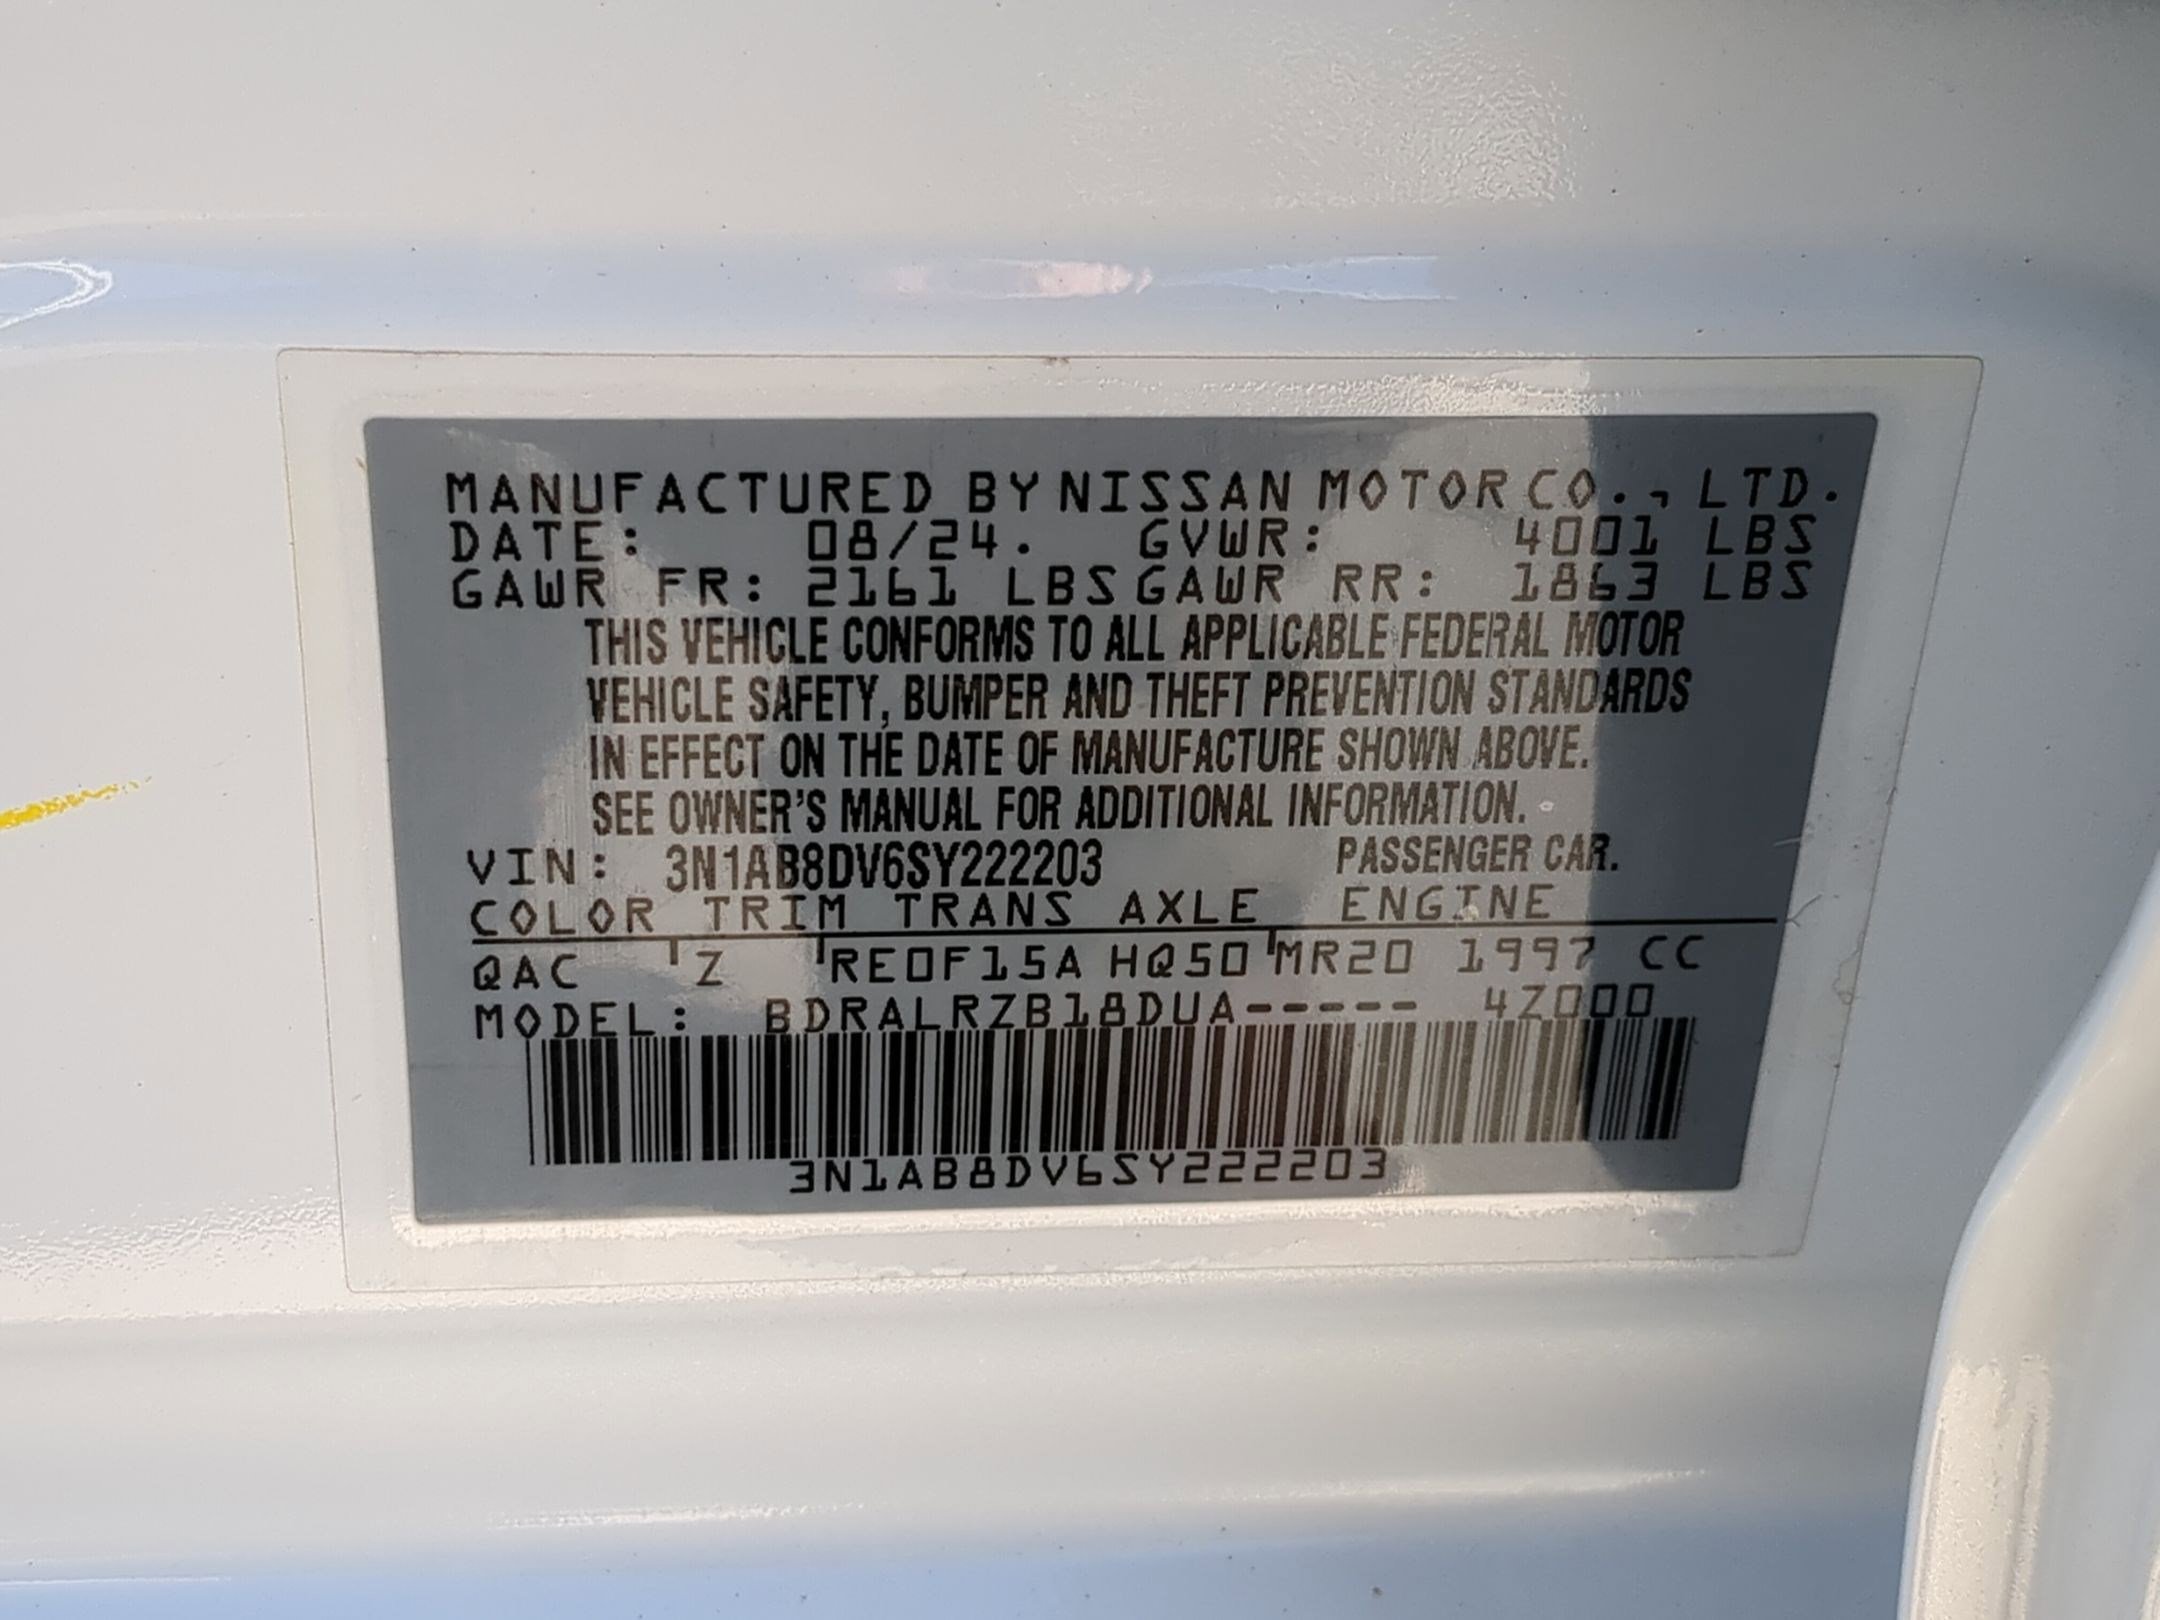 MANUFACTURED BY NISSAN MOTOR CO., LTD.
DATE: 08/24. GVWR: 4001 LBS
GAWR FR: 2161 LBS GAWR RR: 1863 LBS
THIS VEHICLE CONFORMS TO ALL APPLICABLE FEDERAL MOTOR
VEHICLE SAFETY, BUMPER AND THEFT PREVENTION STANDARDS
IN EFFECT ON THE DATE OF MANUFACTURE SHOWN ABOVE.
SEE OWNER'S MANUAL FOR ADDITIONAL INFORMATION.
VIN: 3N1AB8DV6SY222203 PASSENGER CAR.
COLOR TRIM TRANS AXLE ENGINE
QAC Z RE0F15A HQ50 MR20 1997 CC
MODEL: BDRALRZB18DUA----- 4Z000
3N1AB8DV6SY222203